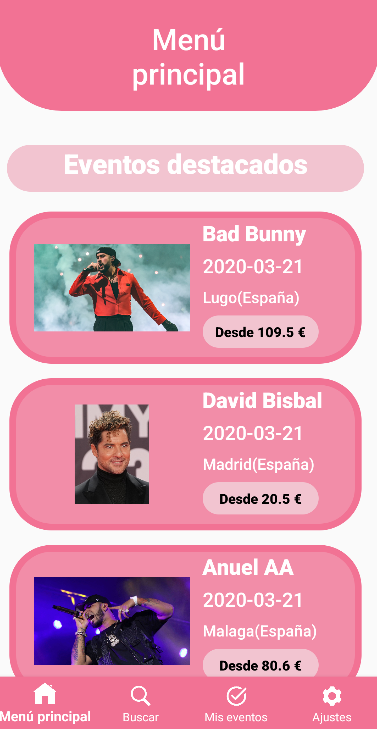 Menú
principal
Eventos destacados
Bad Bunny
2020-03-21
Lugo(España)
Desde 109.5 €
David Bisbal
2020-03-21
Madrid(España)
Desde 20.5 €
Anuel AA
2020-03-21
Malaga(España)
Desde 80.6 €
Menú principal
Buscar
Mis eventos
Ajustes